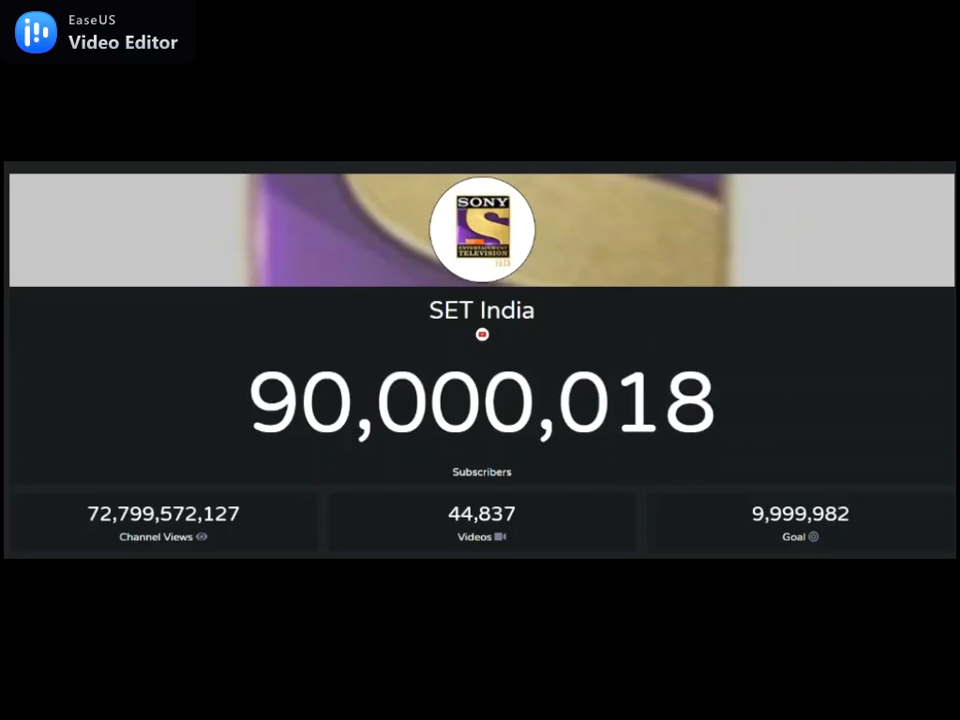 EaseUS
Video Editor
SONY
ENTERTAINMENT
TELEVISION
HD
SET India
90,000,018
Subscribers
72,799,572,127
44,837
9,999,982
Channel Views
Videos
Goal